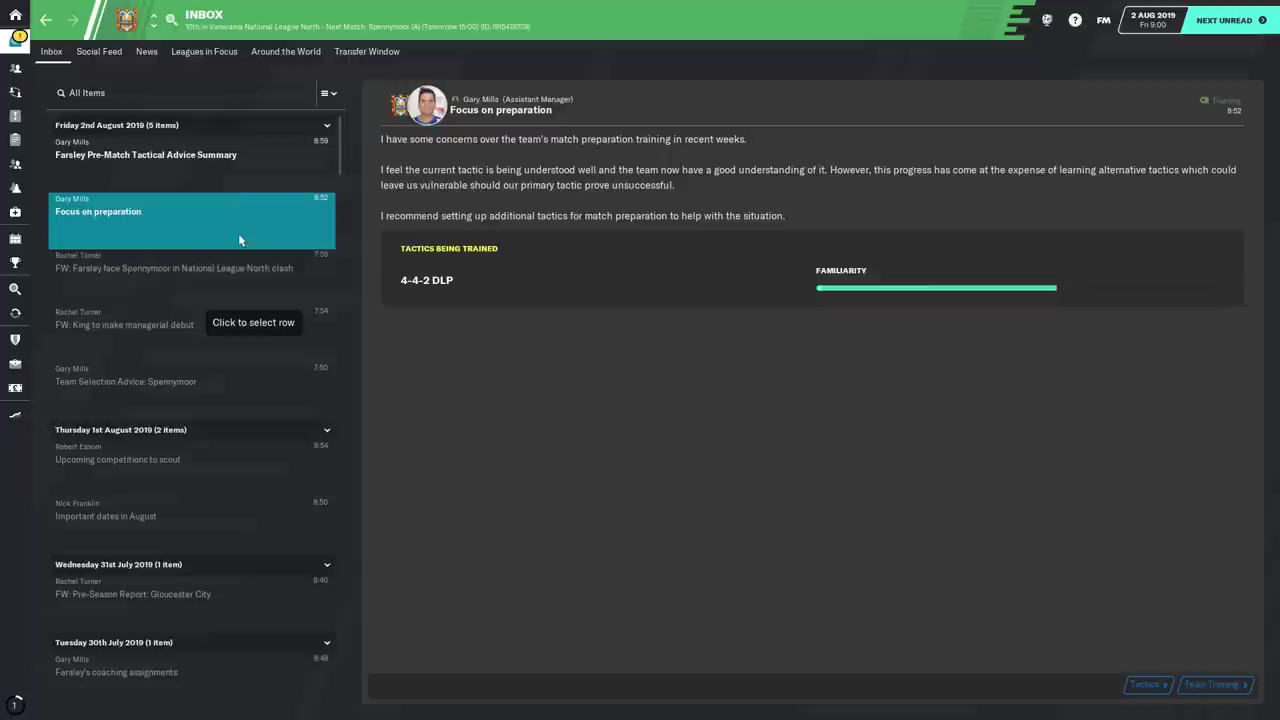 INBOX
10th in Vanarama National League North - Next Match: Spennymoor (A) (Tomorrow 15:00)
FM
2 AUG 2019
Fri 9:00
NEXT UNREAD
1
Inbox
Social Feed
News
Leagues in Focus
Around the World
Transfer Window
All Items
Friday 2nd August 2019 (5 items)
Gary Mills 8:59
Farsley Pre-Match Tactical Advice Summary
Gary Mills 8:52
Focus on preparation
Rachel Turner 7:55
FW: Farsley face Spennymoor in National League North clash
Rachel Turner 7:54
FW: King to make managerial debut
Click to select row
Gary Mills 7:50
Team Selection Advice: Spennymoor
Thursday 1st August 2019 (2 items)
Robert Easom 8:54
Upcoming competitions to scout
Nick Franklin 8:50
Important dates in August
Wednesday 31st July 2019 (1 item)
Rachel Turner 8:40
FW: Pre-Season Report: Gloucester City
Tuesday 30th July 2019 (1 item)
Gary Mills 8:48
Farsley's coaching assignments
1
Gary Mills (Assistant Manager)
Focus on preparation
Training
8:52
I have some concerns over the team's match preparation training in recent weeks.
I feel the current tactic is being understood well and the team now have a good understanding of it. However, this progress has come at the expense of learning alternative tactics which could
leave us vulnerable should our primary tactic prove unsuccessful.
I recommend setting up additional tactics for match preparation to help with the situation.
TACTICS BEING TRAINED
4-4-2 DLP
FAMILIARITY
Tactics
Team Training